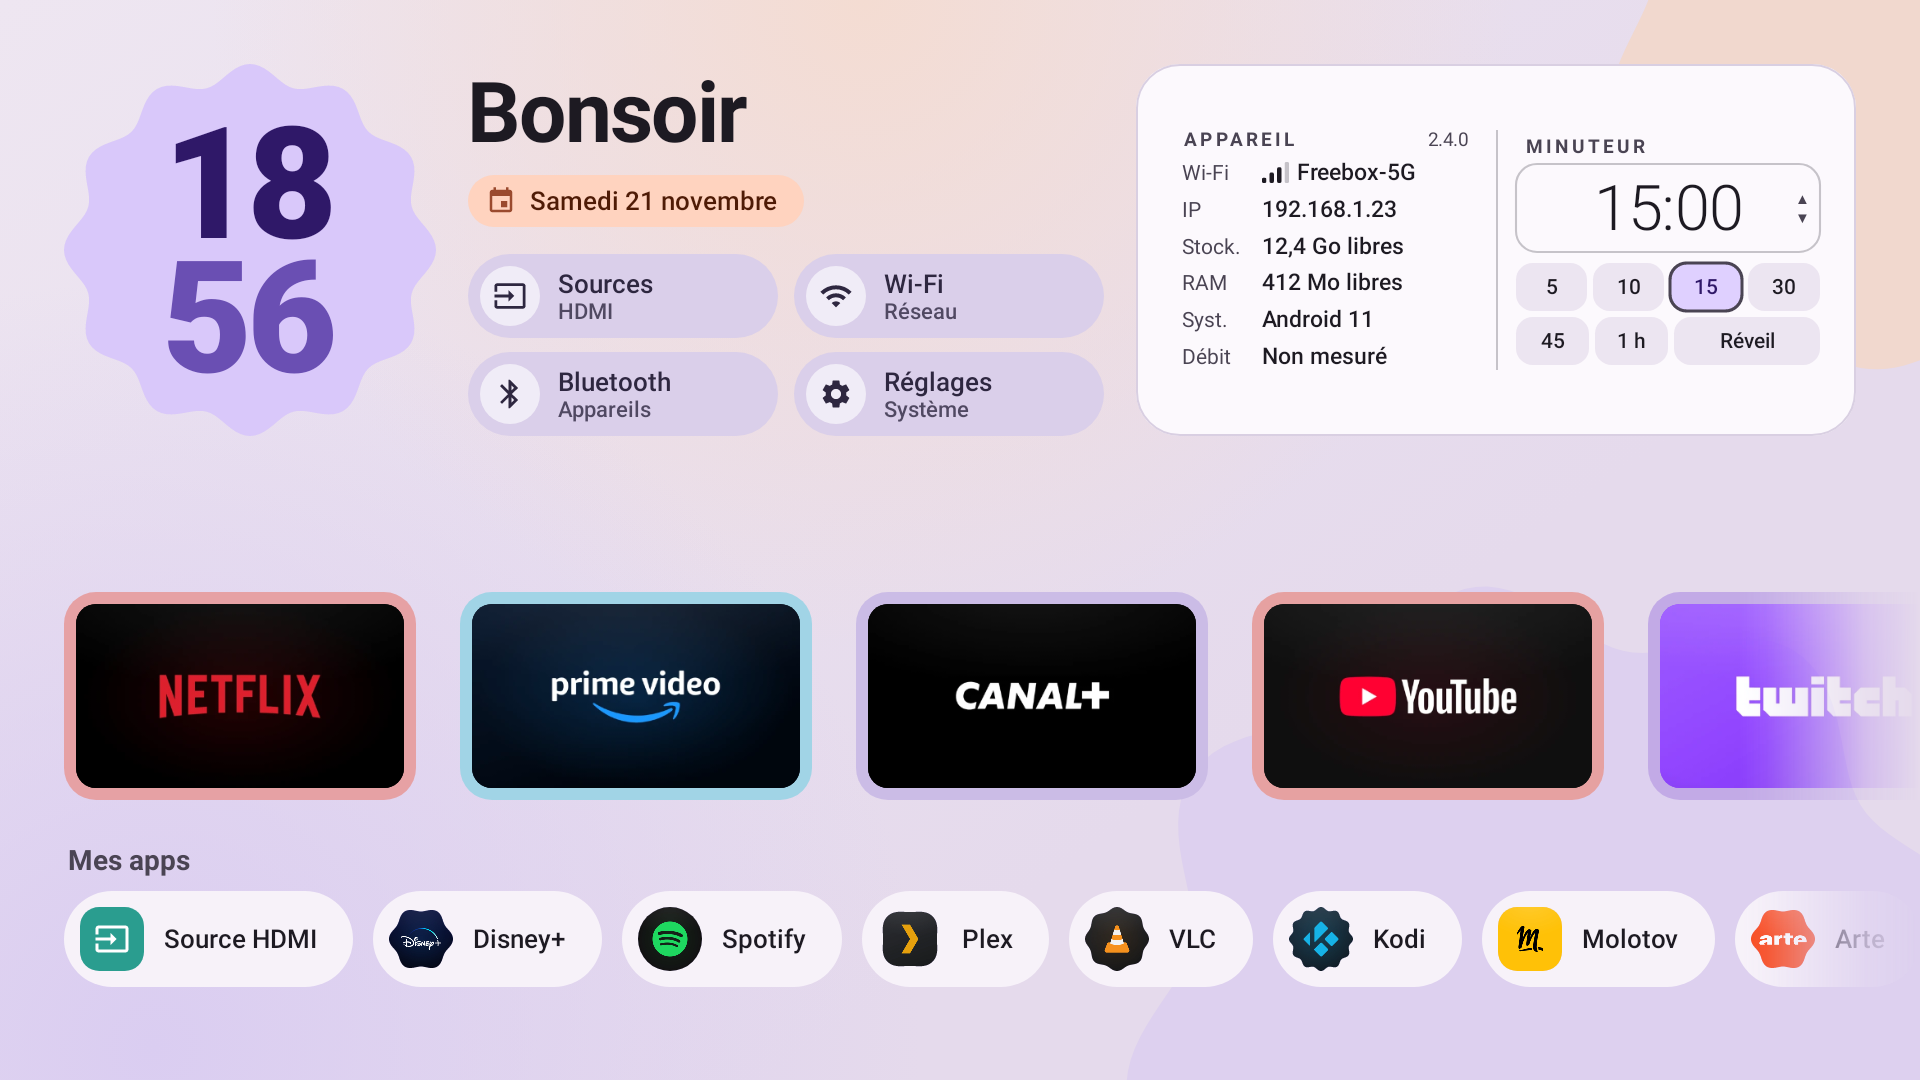 18
56
Bonsoir
Samedi 21 novembre
Sources
HDMI
Wi-Fi
Réseau
Bluetooth
Appareils
Réglages
Système
APPAREIL 2.4.0
Wi-Fi Freebox-5G
IP 192.168.1.23
Stock. 12,4 Go libres
RAM 412 Mo libres
Syst. Android 11
Débit Non mesuré
MINUTEUR
15:00
5 10 15 30
45 1 h Réveil
NETFLIX
prime video
CANAL+
YouTube
twitch
Mes apps
Source HDMI
Disney+ Disney+
Spotify
Plex
VLC
Kodi
M Molotov
arte Arte